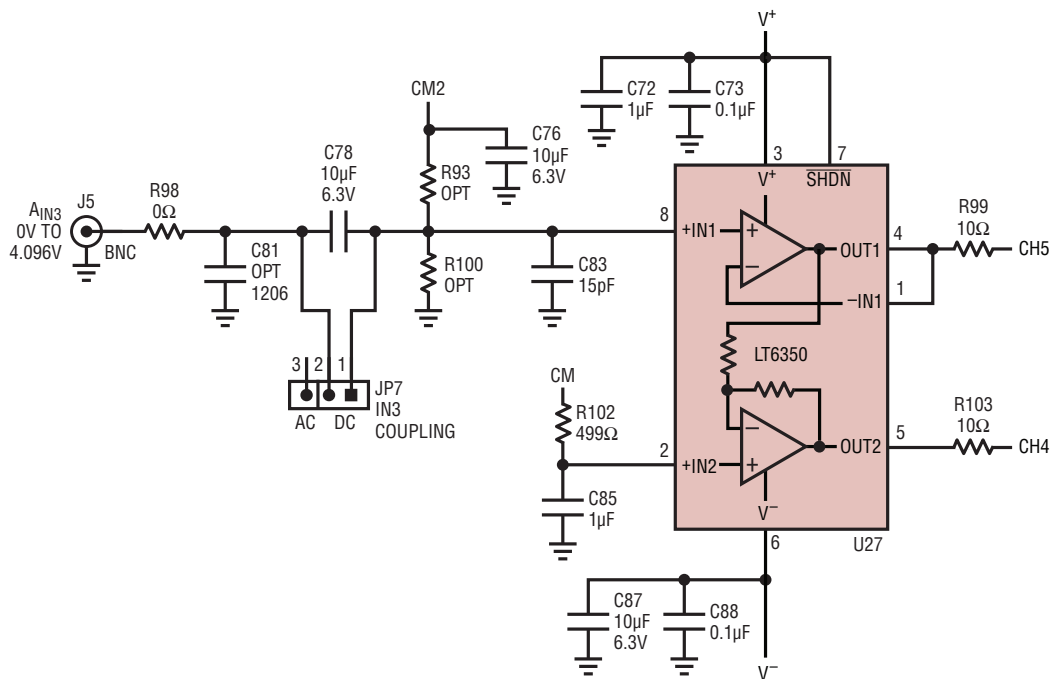 V+
C72
1µF
C73
0.1µF
CM2
C76
10µF
6.3V
C78
10µF
6.3V
R93
OPT
3
7
V+
SHDN
J5
R98
0Ω
AIN3
0V TO
4.096V
BNC
C81
OPT
1206
R100
OPT
C83
15pF
8
+IN1
+
−
OUT1
4
R99
10Ω
CH5
−IN1
1
LT6350
3
2
1
JP7
IN3
COUPLING
AC
DC
CM
R102
499Ω
2
+IN2
−
+
OUT2
5
R103
10Ω
CH4
C85
1µF
V−
6
U27
C87
10µF
6.3V
C88
0.1µF
V−